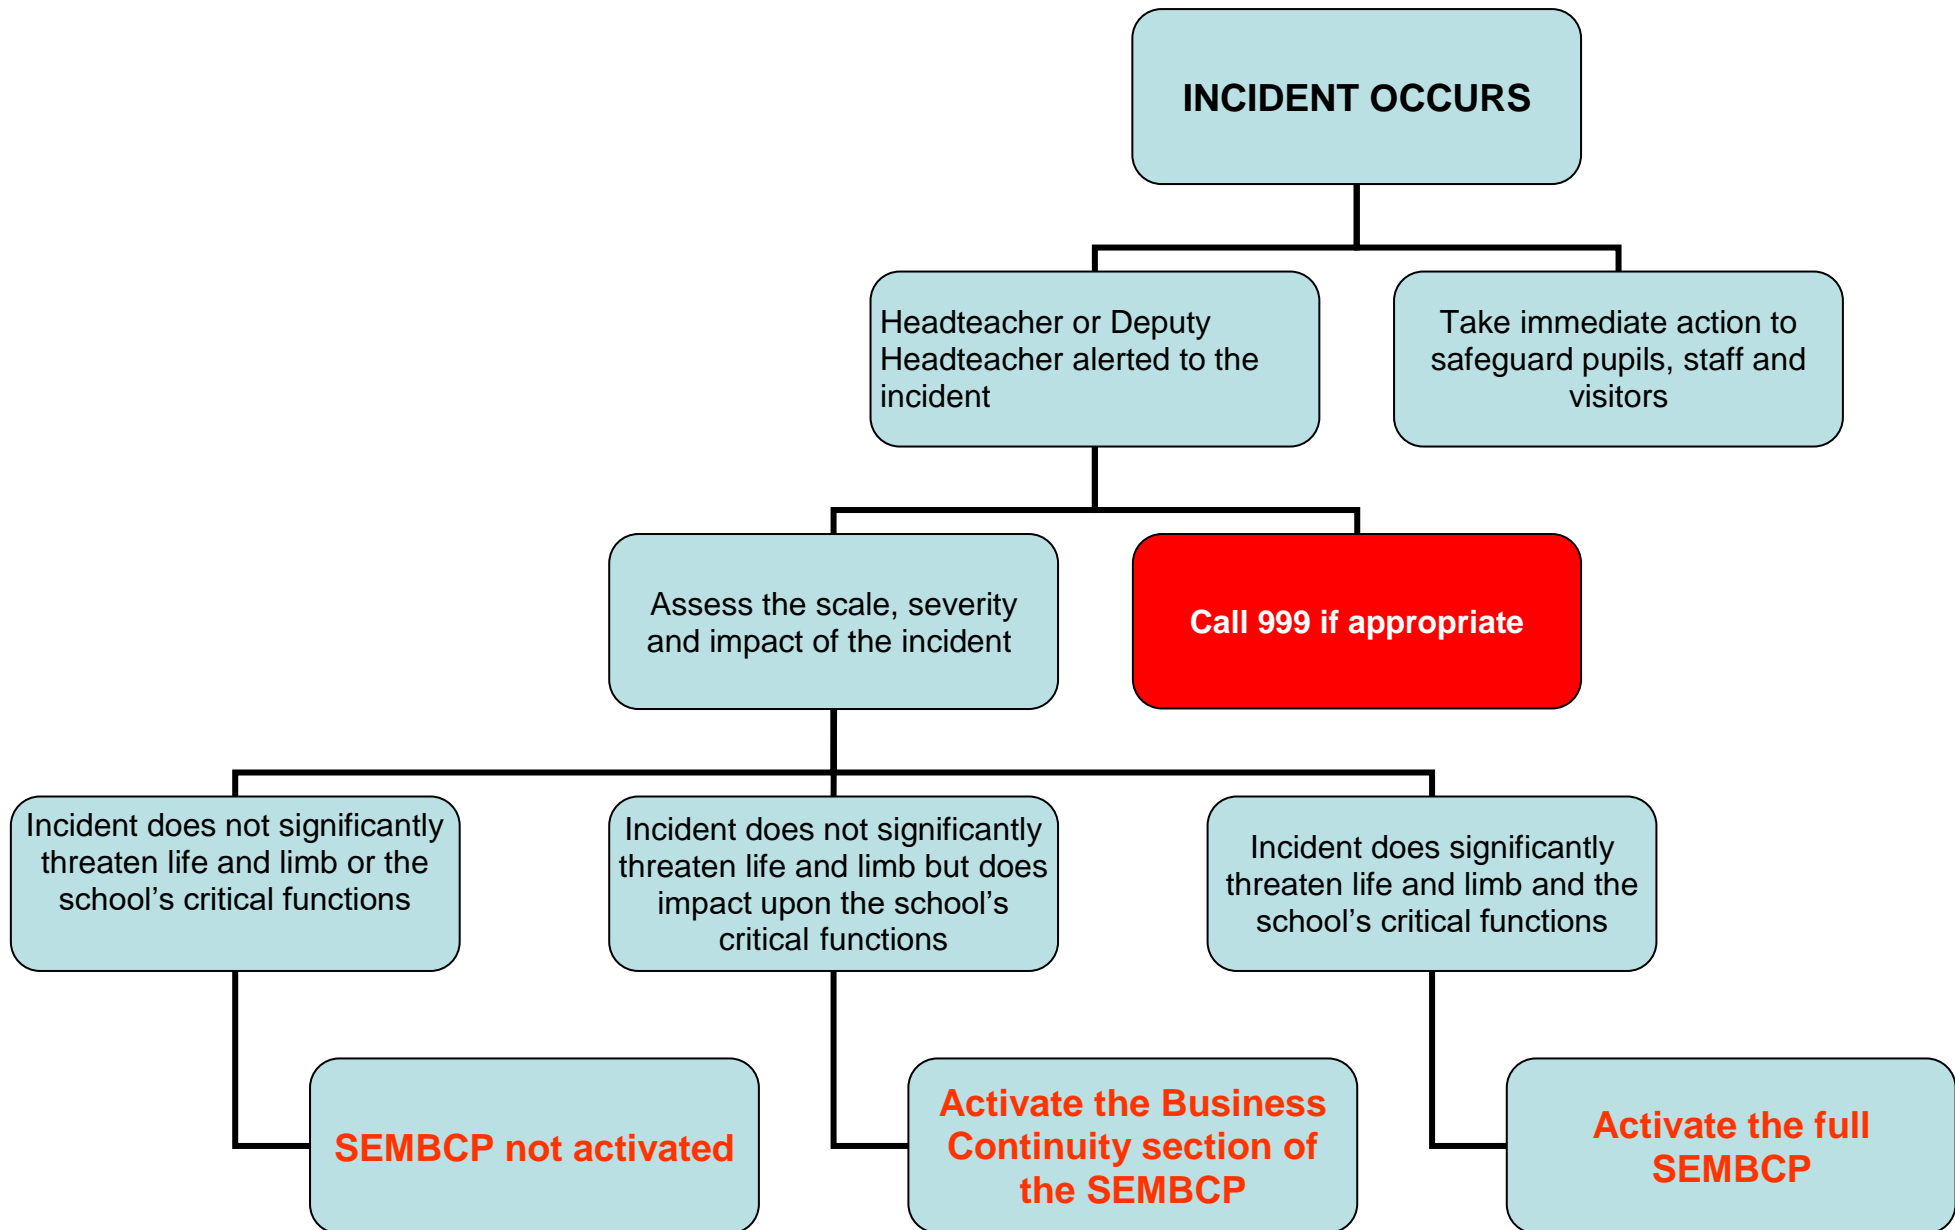 INCIDENT OCCURS
Headteacher or Deputy
Headteacher alerted to the
incident
Take immediate action to
safeguard pupils, staff and
visitors
Assess the scale, severity
and impact of the incident
Call 999 if appropriate
Incident does not significantly
threaten life and limb or the
school’s critical functions
Incident does not significantly
threaten life and limb but does
impact upon the school’s
critical functions
Incident does significantly
threaten life and limb and the
school’s critical functions
SEMBCP not activated
Activate the Business
Continuity section of
the SEMBCP
Activate the full
SEMBCP